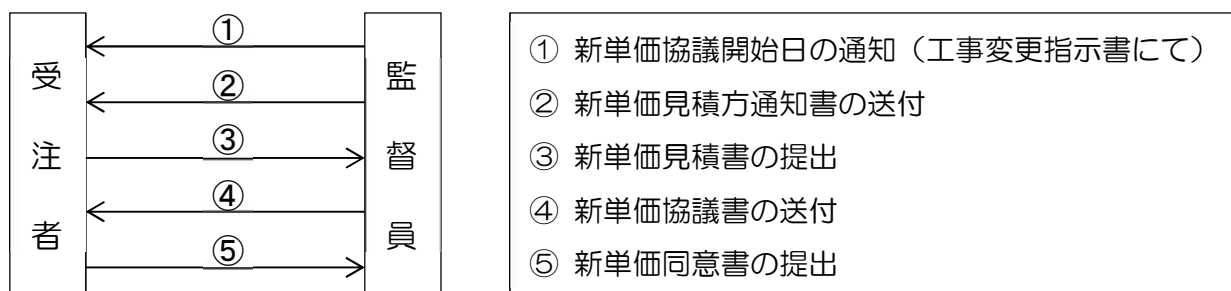 受注者
①
②
③
④
⑤
監督員
① 新単価協議開始日の通知（工事変更指示書にて）
② 新単価見積方通知書の送付
③ 新単価見積書の提出
④ 新単価協議書の送付
⑤ 新単価同意書の提出